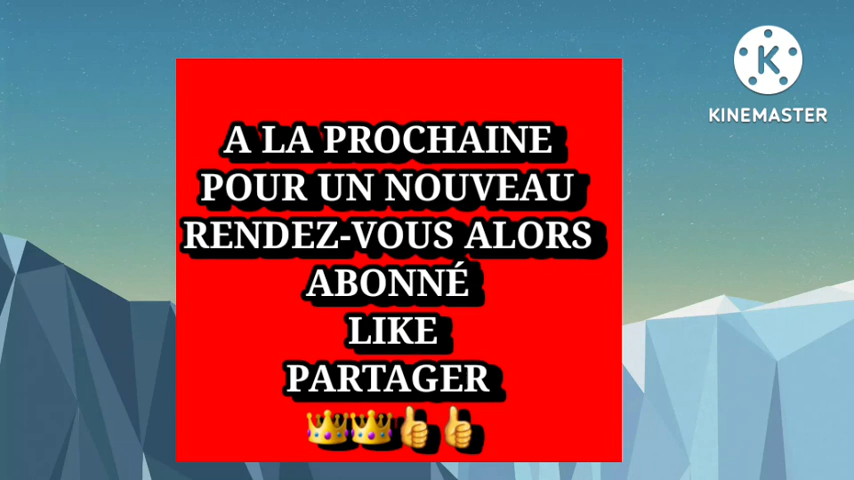 KINEMASTER
A LA PROCHAINE
POUR UN NOUVEAU
RENDEZ-VOUS ALORS
ABONNÉ
LIKE
PARTAGER
👑👑👍👍